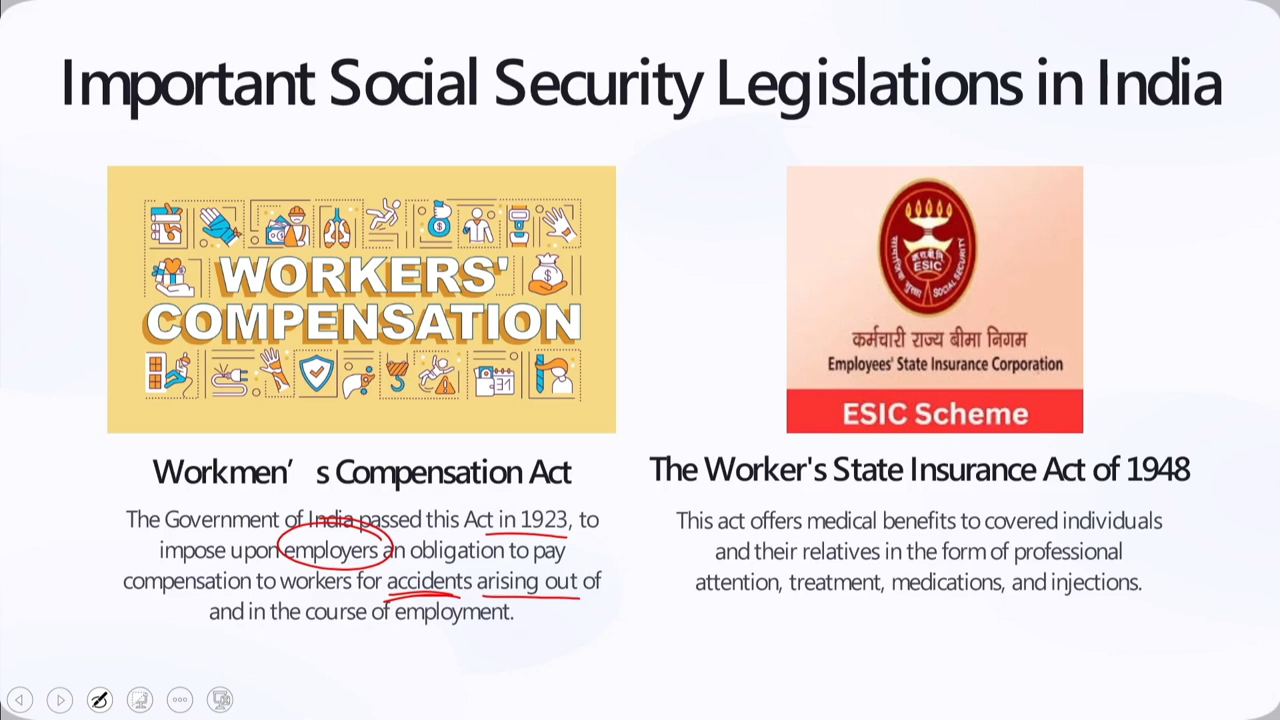 Important Social Security Legislations in India
WORKERS'
COMPENSATION
31
ESIC
SOCIAL SECURITY
कर्मचारी राज्य बीमा निगम
Employees' State Insurance Corporation
ESIC Scheme
Workmen’s Compensation Act
The Government of India passed this Act in 1923, to
impose upon employers an obligation to pay
compensation to workers for accidents arising out of
and in the course of employment.
The Worker's State Insurance Act of 1948
This act offers medical benefits to covered individuals
and their relatives in the form of professional
attention, treatment, medications, and injections.